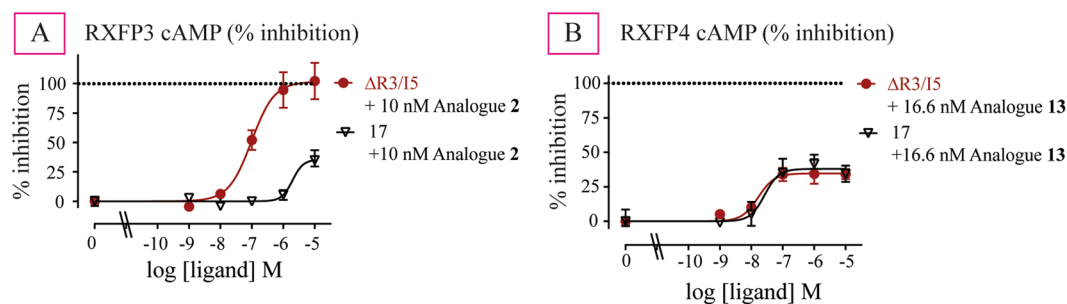 A RXFP3 cAMP (% inhibition)
% inhibition
100
75
50
25
0
0 -10 -9 -8 -7 -6 -5
log [ligand] M
ΔR3/I5
+ 10 nM Analogue 2
17
+10 nM Analogue 2
B RXFP4 cAMP (% inhibition)
% inhibition
100
75
50
25
0
0 -10 -9 -8 -7 -6 -5
log [ligand] M
ΔR3/I5
+ 16.6 nM Analogue 13
17
+16.6 nM Analogue 13